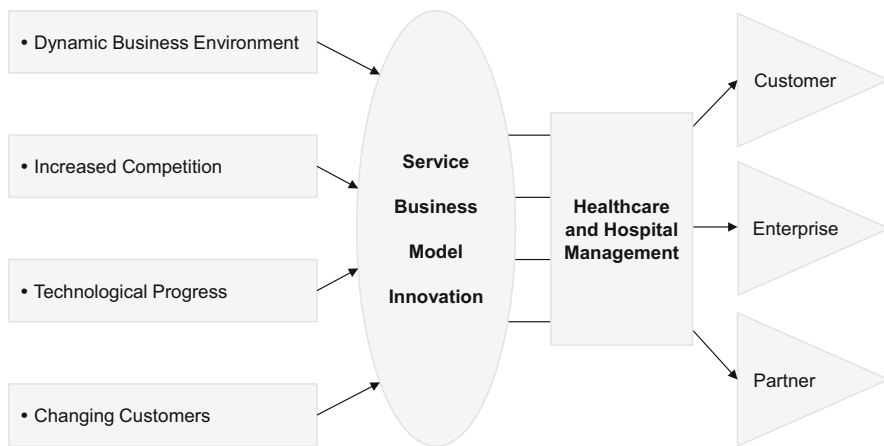 • Dynamic Business Environment
• Increased Competition
• Technological Progress
• Changing Customers
Service
Business
Model
Innovation
Healthcare
and Hospital
Management
Customer
Enterprise
Partner